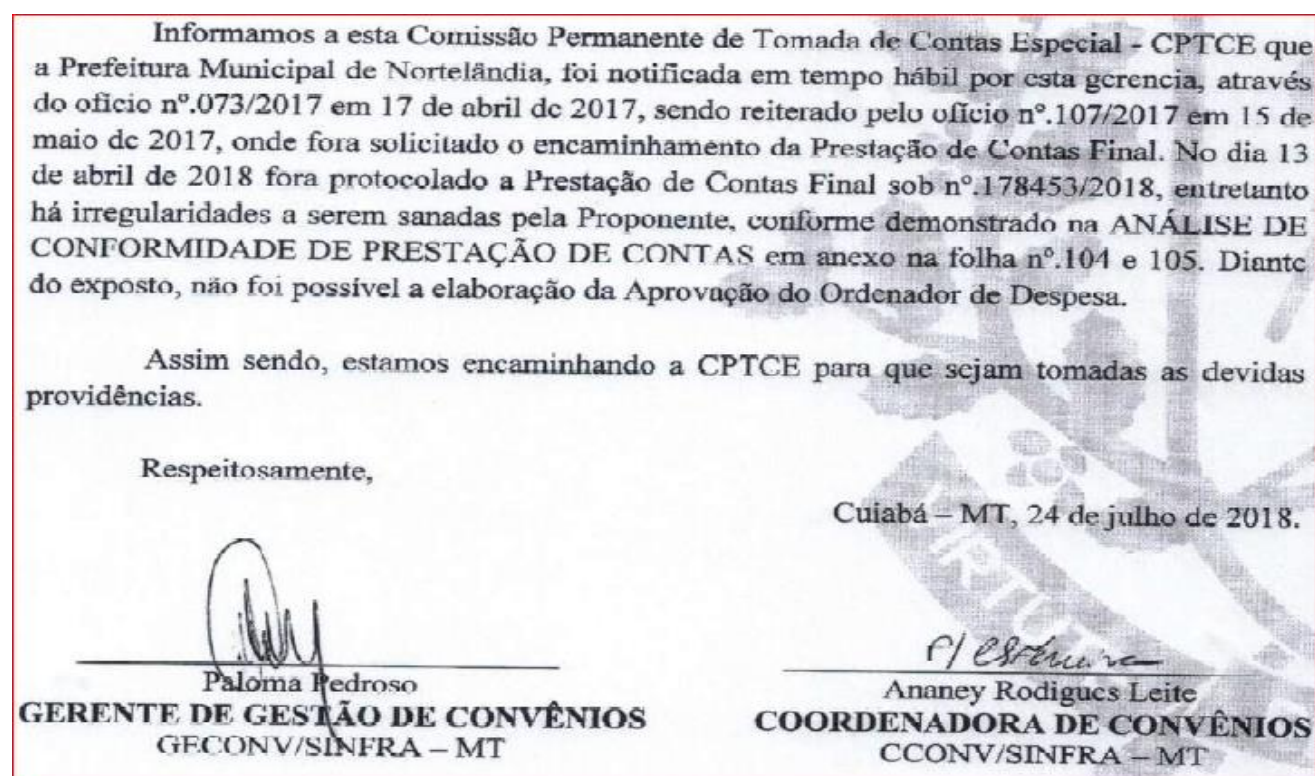 Informamos a esta Comissão Permanente de Tomada de Contas Especial - CPTCE que
a Prefeitura Municipal de Nortelândia, foi notificada em tempo hábil por esta gerencia, através
do oficio nº.073/2017 em 17 de abril de 2017, sendo reiterado pelo ofício nº.107/2017 em 15 de
maio de 2017, onde fora solicitado o encaminhamento da Prestação de Contas Final. No dia 13
de abril de 2018 fora protocolado a Prestação de Contas Final sob nº.178453/2018, entretanto
há irregularidades a serem sanadas pela Proponente, conforme demonstrado na ANÁLISE DE
CONFORMIDADE DE PRESTAÇÃO DE CONTAS em anexo na folha nº.104 e 105. Diante
do exposto, não foi possível a elaboração da Aprovação do Ordenador de Despesa.
Assim sendo, estamos encaminhando a CPTCE para que sejam tomadas as devidas
providências.
Respeitosamente,
Cuiabá – MT, 24 de julho de 2018.
P/
Paloma Pedroso
GERENTE DE GESTÃO DE CONVÊNIOS
GECONV/SINFRA – MT
Ananey Rodigues Leite
COORDENADORA DE CONVÊNIOS
CCONV/SINFRA – MT
VIRTUT